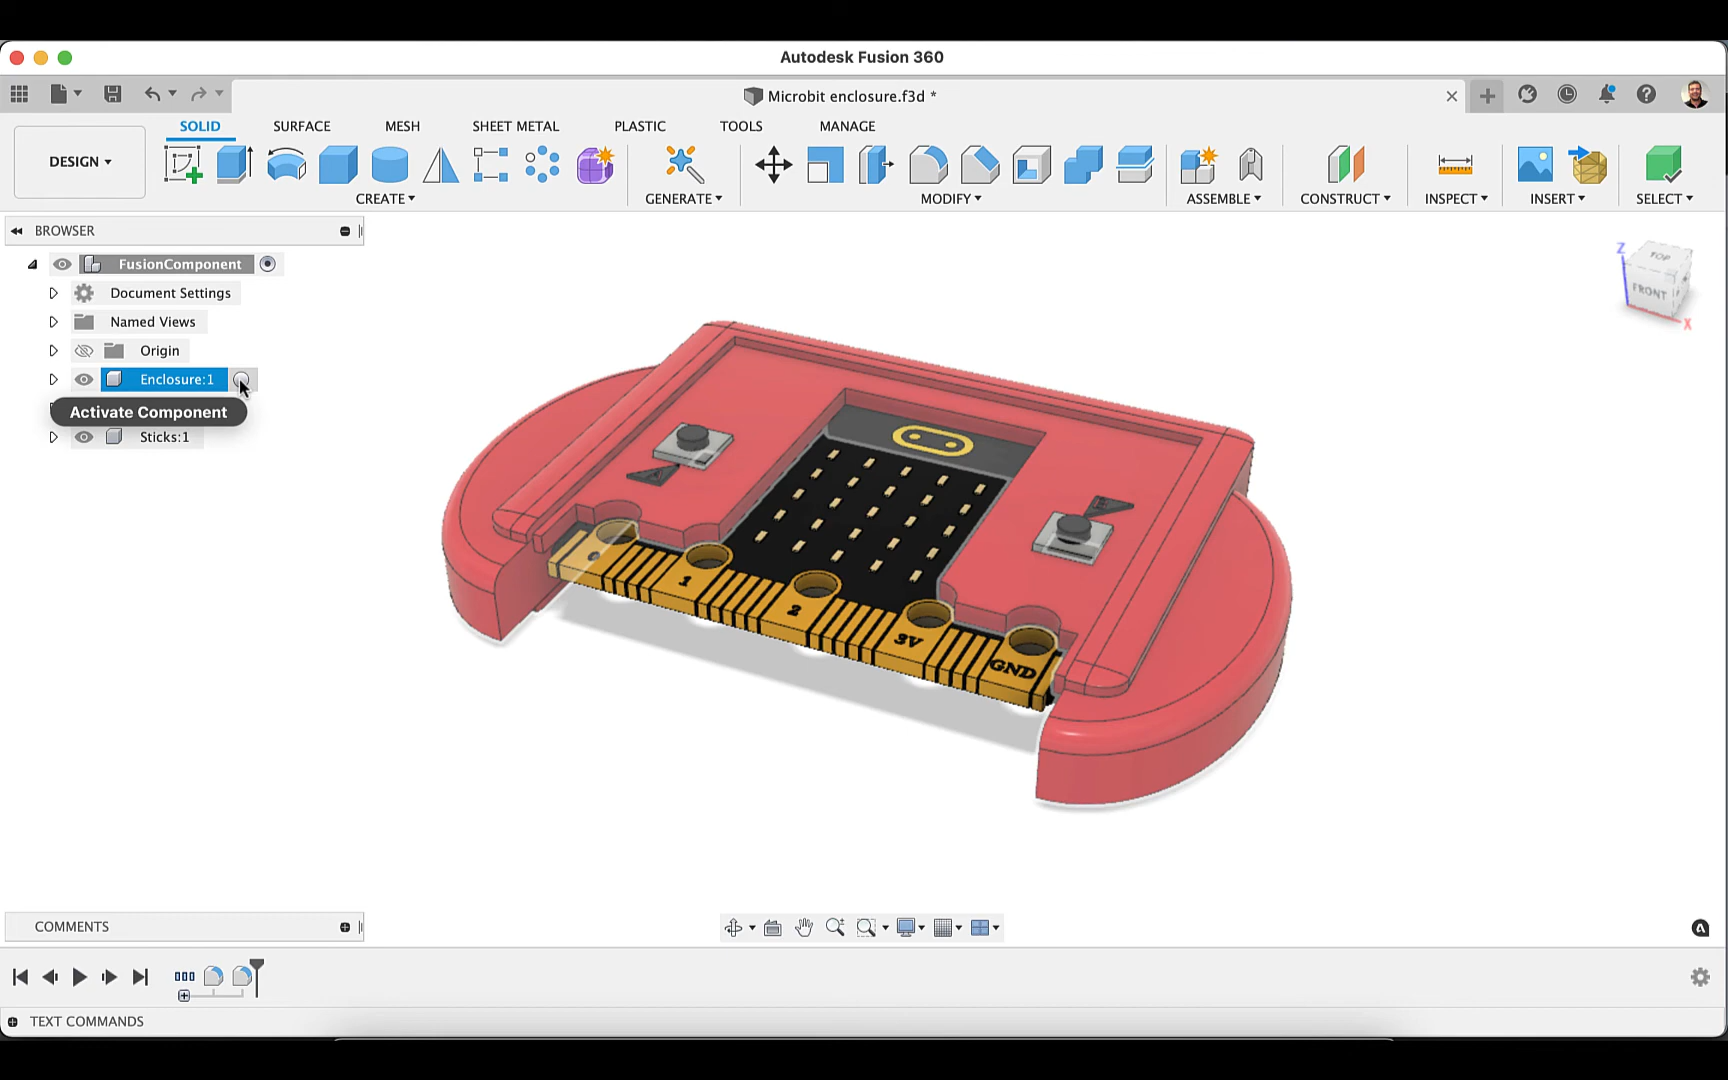 Autodesk Fusion 360
Microbit enclosure.f3d *
SOLID SURFACE MESH SHEET METAL PLASTIC TOOLS MANAGE
DESIGN
CREATE GENERATE MODIFY ASSEMBLE CONSTRUCT INSPECT INSERT SELECT
BROWSER
FusionComponent
Document Settings
Named Views
Origin
Enclosure:1
Activate Component
Sticks:1
TOP
FRONT
Z
X
1
2
3V
GND
COMMENTS
TEXT COMMANDS